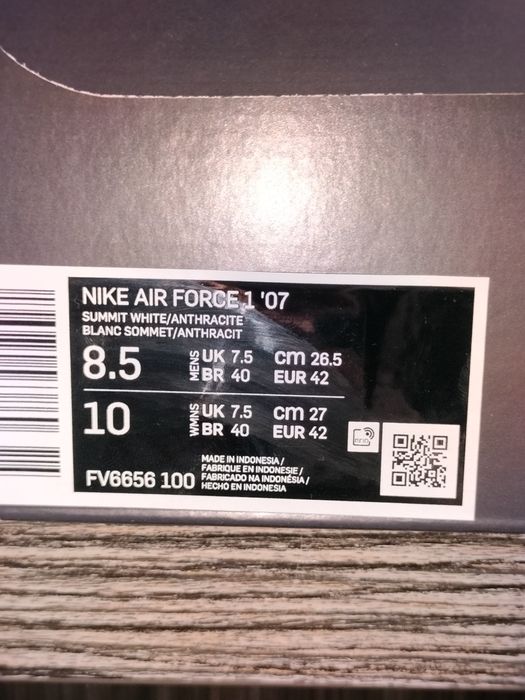 NIKE AIR FORCE 1 '07
SUMMIT WHITE/ANTHRACITE
BLANC SOMMET/ANTHRACIT
8.5 MENS UK 7.5 cm 26.5
BR 40 EUR 42
10 WMNS UK 7.5 cm 27
BR 40 EUR 42
FV6656 100
MADE IN INDONESIA /
FABRIQUE EN INDONESIE /
FABRICADO NA INDONÉSIA /
HECHO EN INDONESIA